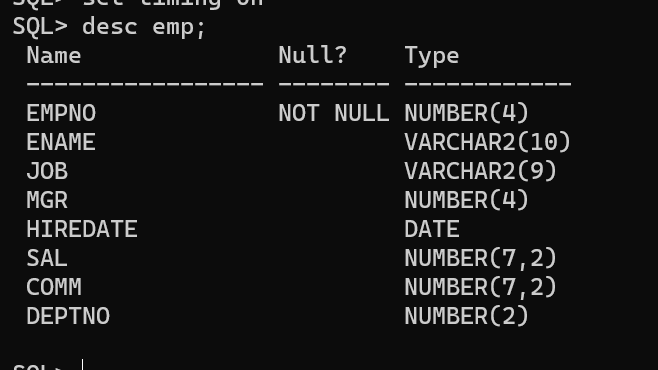 SQL> set timing on
SQL> desc emp;
Name Null? Type
----------------- -------- ------------
EMPNO NOT NULL NUMBER(4)
ENAME VARCHAR2(10)
JOB VARCHAR2(9)
MGR NUMBER(4)
HIREDATE DATE
SAL NUMBER(7,2)
COMM NUMBER(7,2)
DEPTNO NUMBER(2)
SQL>